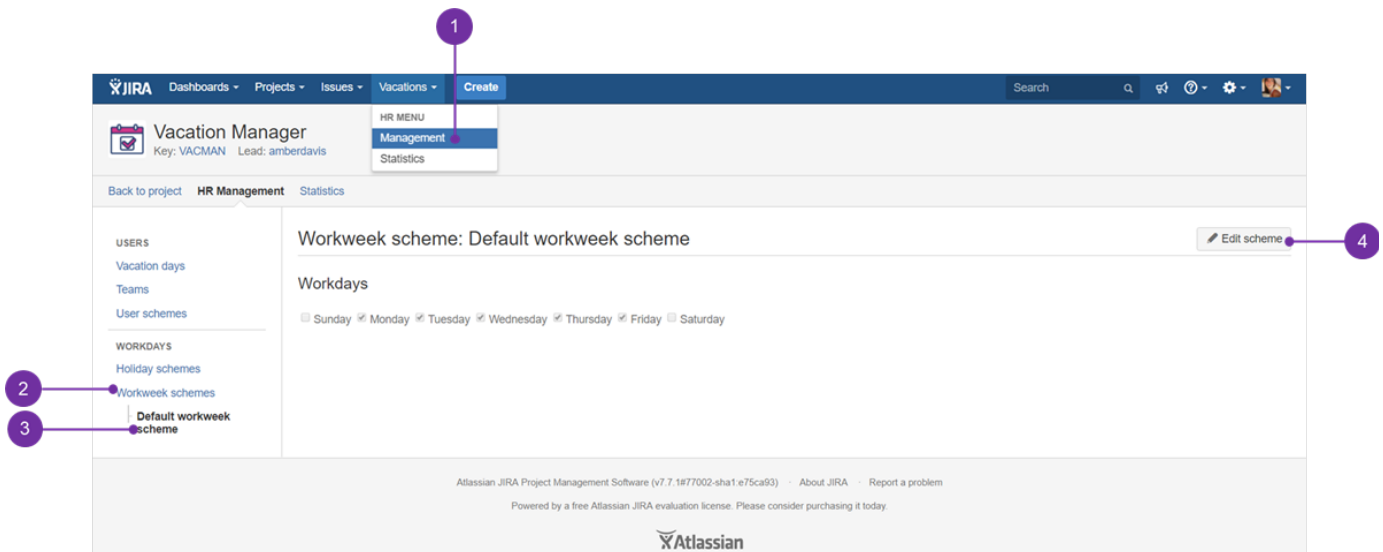 1
JIRA Dashboards Projects Issues Vacations Create Search
HR MENU
Management
Statistics
Vacation Manager
Key: VACMAN Lead: amberdavis
Back to project HR Management Statistics
USERS
Vacation days
Teams
User schemes
WORKDAYS
Holiday schemes
2 Workweek schemes
Default workweek
3 scheme
Workweek scheme: Default workweek scheme
Edit scheme 4
Workdays
Sunday Monday Tuesday Wednesday Thursday Friday Saturday
Atlassian JIRA Project Management Software (v7.7.1#77002-sha1:e75ca93) · About JIRA · Report a problem
Powered by a free Atlassian JIRA evaluation license. Please consider purchasing it today.
Atlassian